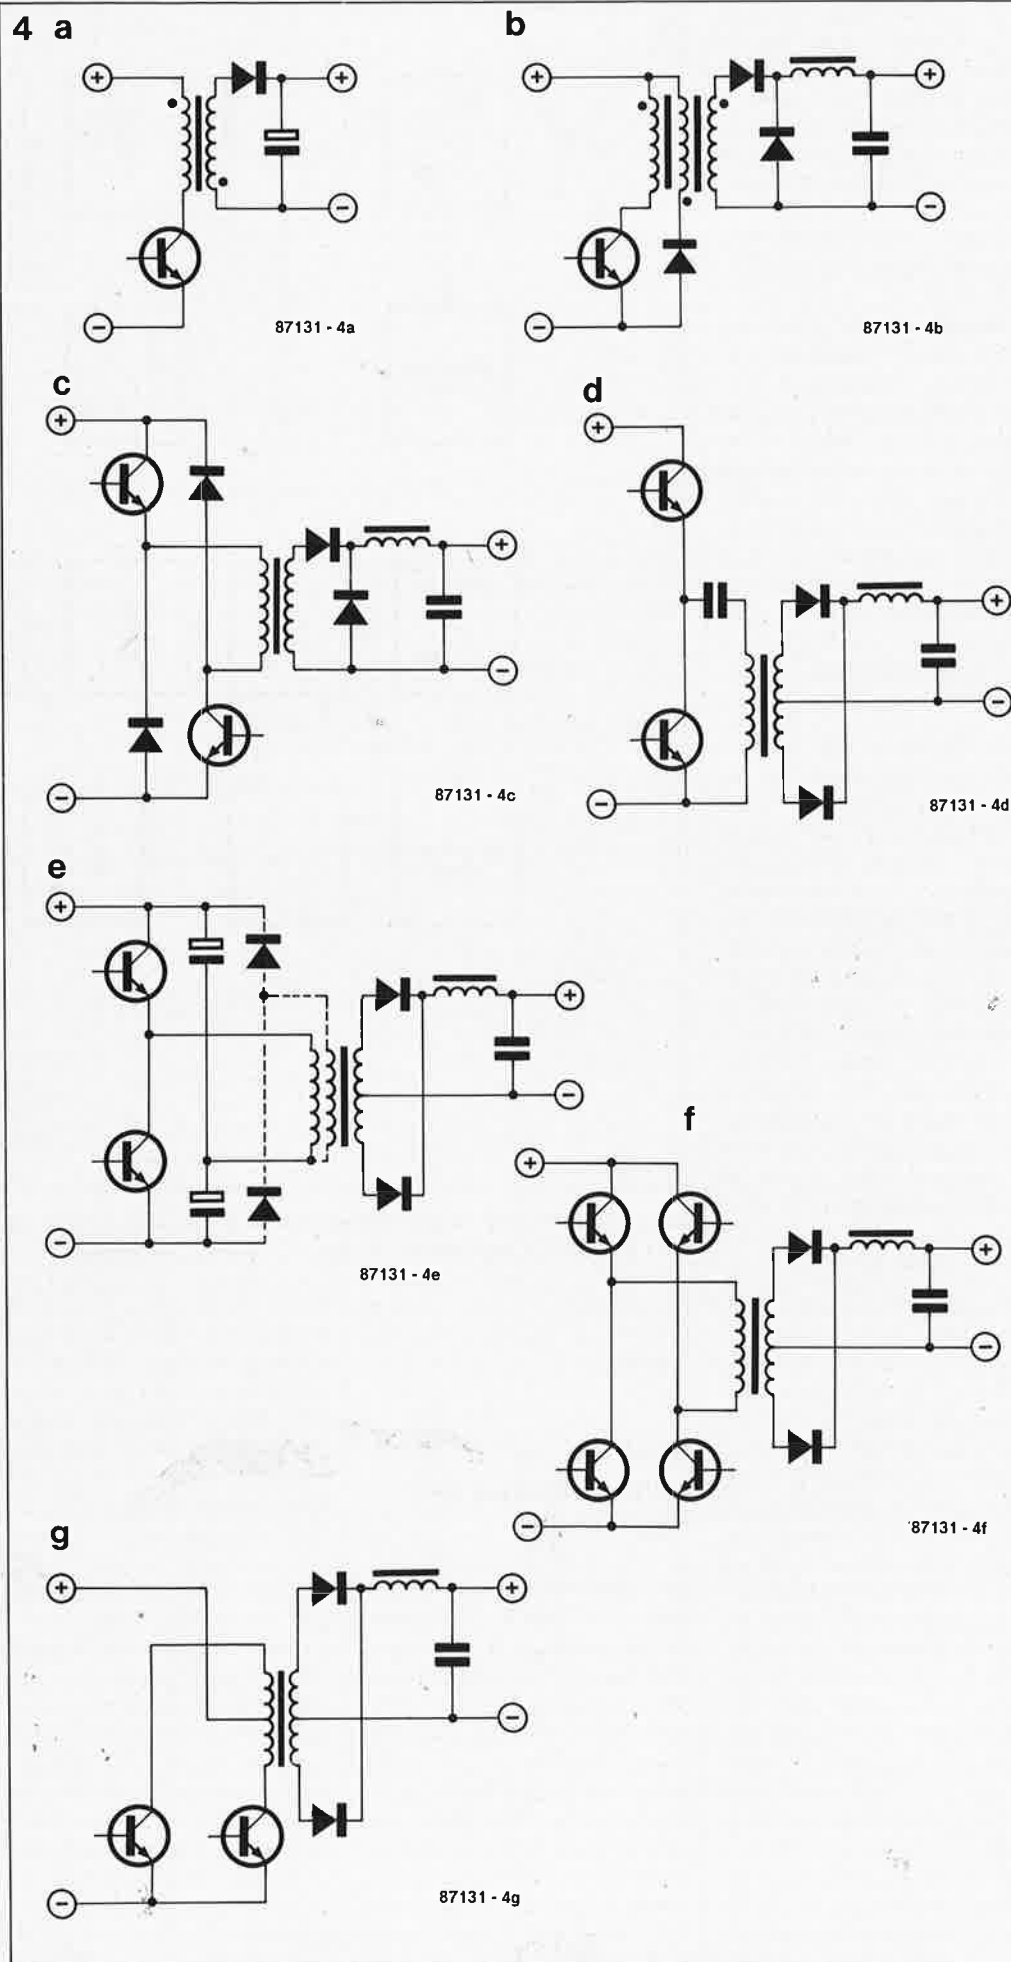 4 a
b
+
+
-
-
87131 - 4a
+
+
-
-
87131 - 4b
c
d
+
+
-
-
87131 - 4c
+
+
-
-
87131 - 4d
e
+
+
-
-
87131 - 4e
f
+
+
-
-
87131 - 4f
g
+
+
-
-
87131 - 4g